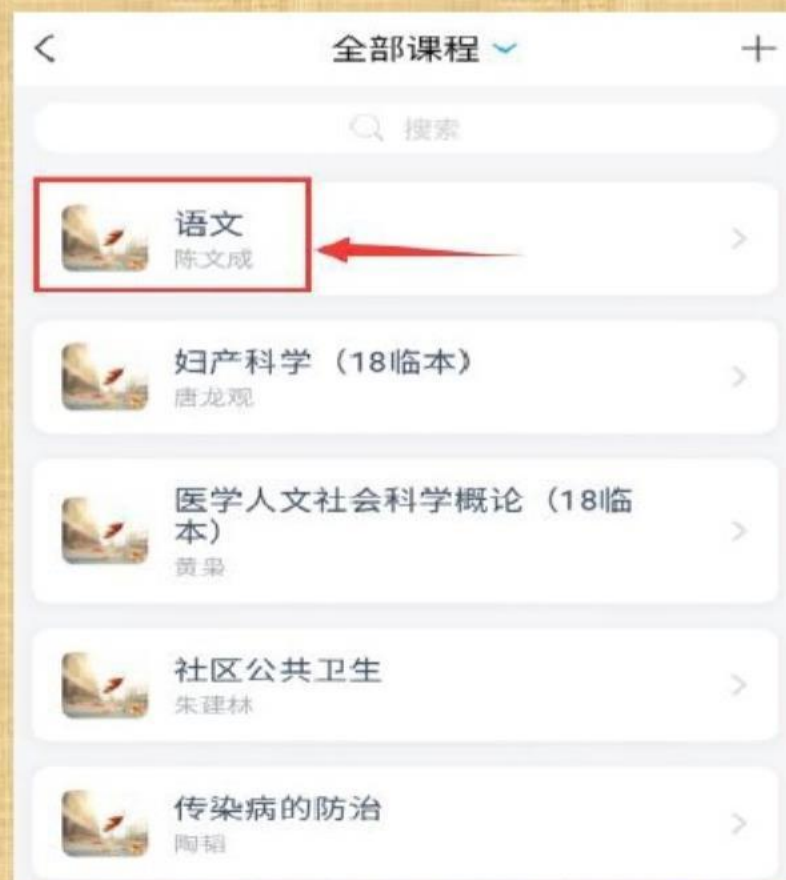 全部课程
搜索
语文
陈文成
妇产科学（18临本）
唐龙观
医学人文社会科学概论（18临
本）
黄枭
社区公共卫生
朱建林
传染病的防治
陶韬